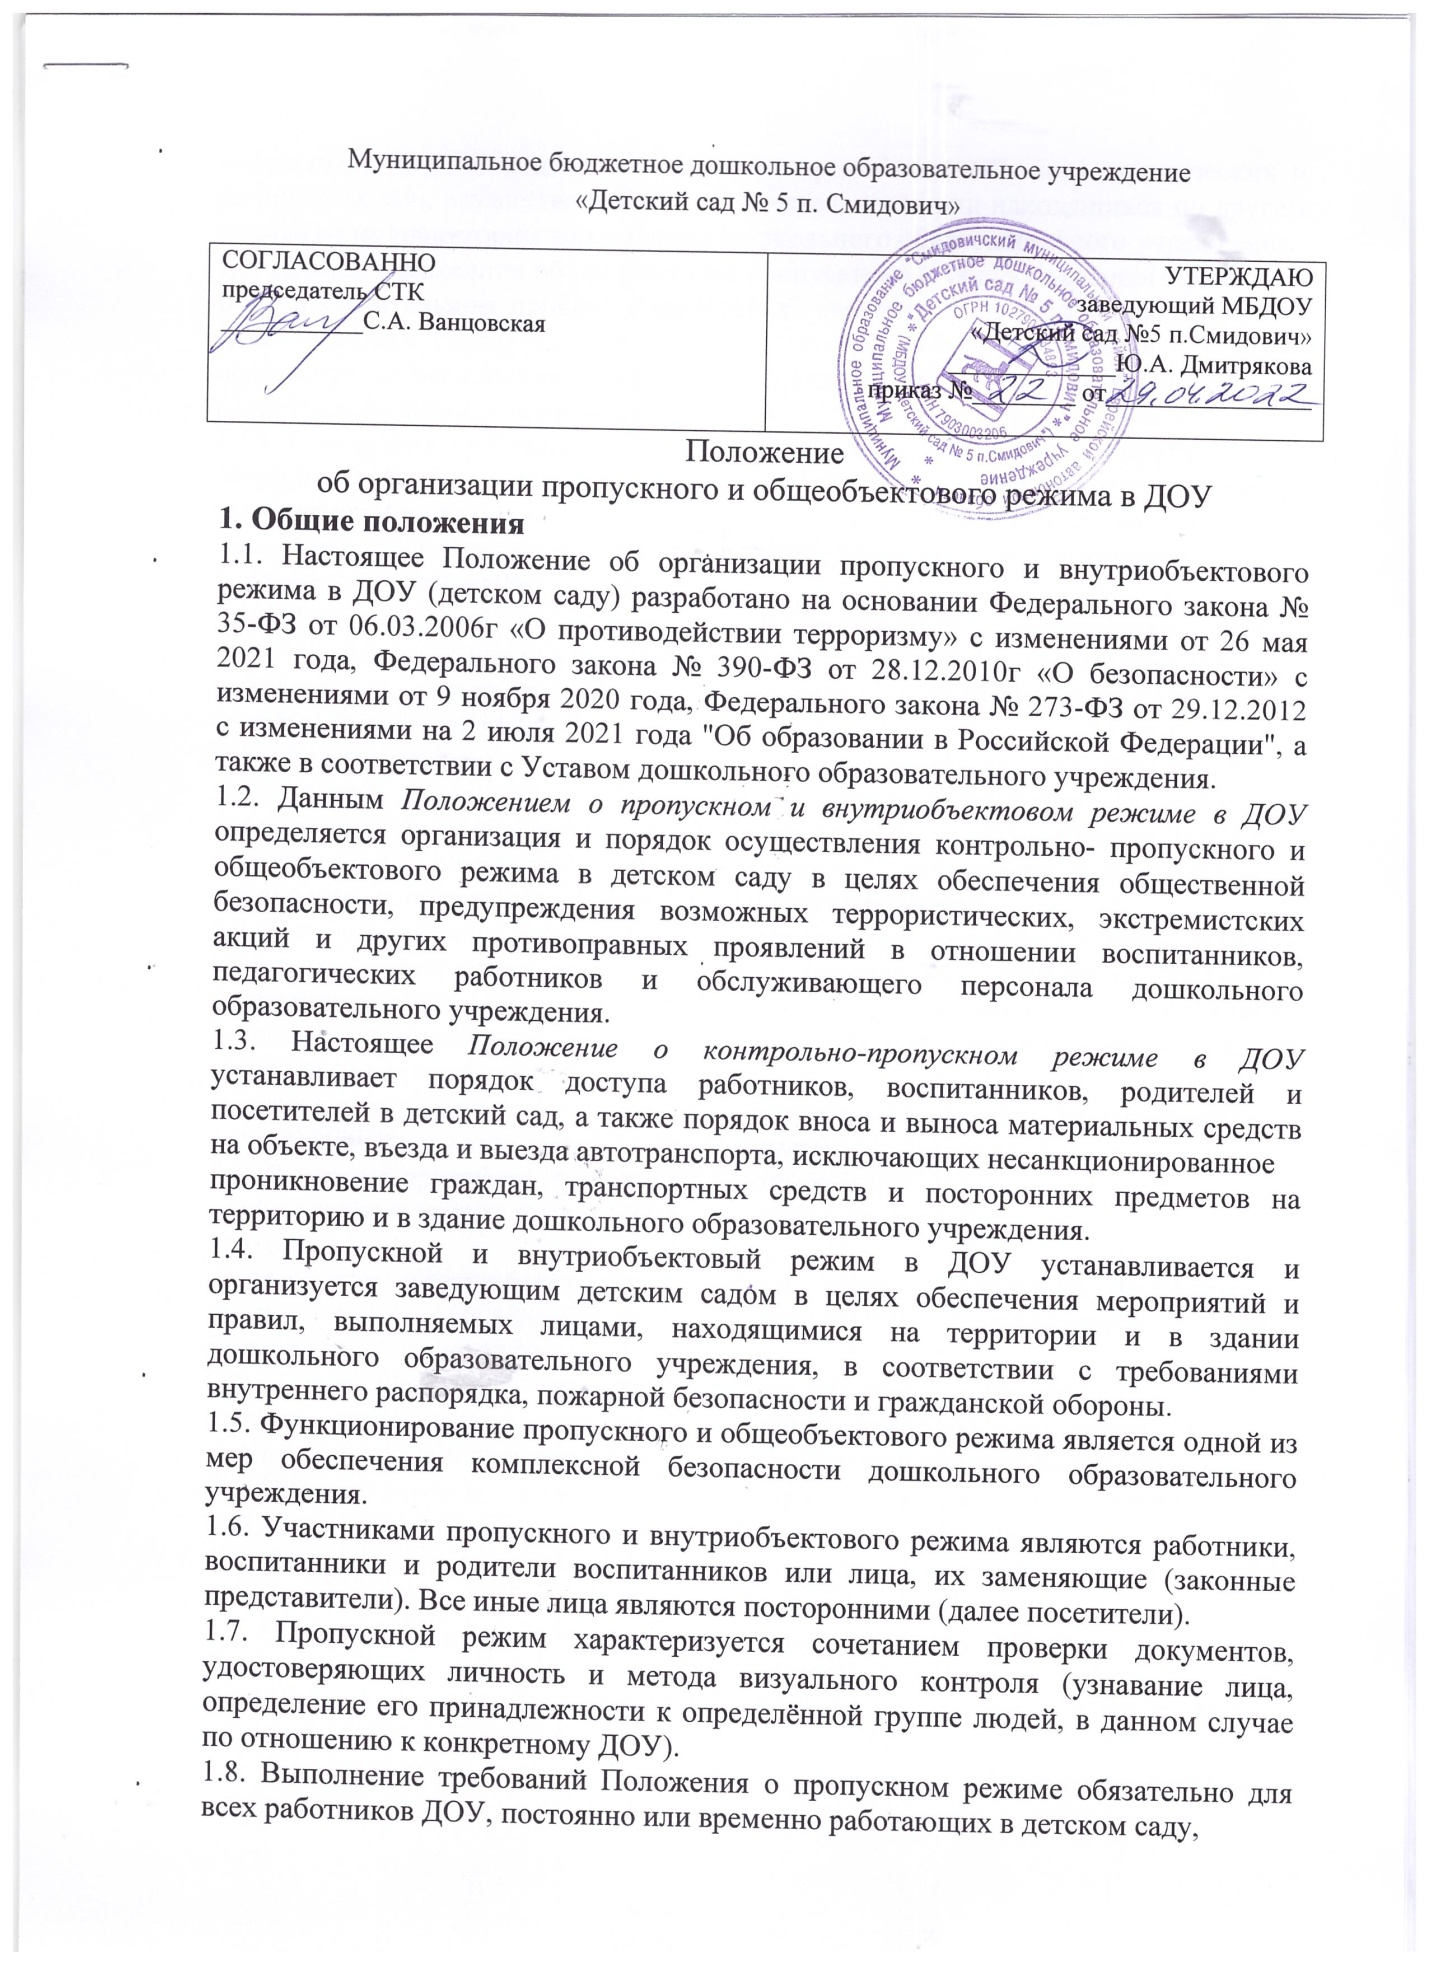 Муниципальное бюджетное дошкольное образовательное учреждение
«Детский сад № 5 п. Смидович»
СОГЛАСОВАННО
председатель СТК
С.А. Ванцовская
УТЕРЖДАЮ
заведующий МБДОУ
«Детский сад №5 п.Смидович»
Ю.А. Дмитрякова
приказ № 22 от 29.04.2022
Положение
об организации пропускного и общеобъектового режима в ДОУ
1. Общие положения
1.1. Настоящее Положение об организации пропускного и внутриобъектового
режима в ДОУ (детском саду) разработано на основании Федерального закона №
35-ФЗ от 06.03.2006г «О противодействии терроризму» с изменениями от 26 мая
2021 года, Федерального закона № 390-ФЗ от 28.12.2010г «О безопасности» с
изменениями от 9 ноября 2020 года, Федерального закона № 273-ФЗ от 29.12.2012
с изменениями на 2 июля 2021 года "Об образовании в Российской Федерации", а
также в соответствии с Уставом дошкольного образовательного учреждения.
1.2. Данным Положением о пропускном и внутриобъектовом режиме в ДОУ
определяется организация и порядок осуществления контрольно- пропускного и
общеобъектового режима в детском саду в целях обеспечения общественной
безопасности, предупреждения возможных террористических, экстремистских
акций и других противоправных проявлений в отношении воспитанников,
педагогических работников и обслуживающего персонала дошкольного
образовательного учреждения.
1.3. Настоящее Положение о контрольно-пропускном режиме в ДОУ
устанавливает порядок доступа работников, воспитанников, родителей и
посетителей в детский сад, а также порядок вноса и выноса материальных средств
на объекте, въезда и выезда автотранспорта, исключающих несанкционированное
проникновение граждан, транспортных средств и посторонних предметов на
территорию и в здание дошкольного образовательного учреждения.
1.4. Пропускной и внутриобъектовый режим в ДОУ устанавливается и
организуется заведующим детским садом в целях обеспечения мероприятий и
правил, выполняемых лицами, находящимися на территории и в здании
дошкольного образовательного учреждения, в соответствии с требованиями
внутреннего распорядка, пожарной безопасности и гражданской обороны.
1.5. Функционирование пропускного и общеобъектового режима является одной из
мер обеспечения комплексной безопасности дошкольного образовательного
учреждения.
1.6. Участниками пропускного и внутриобъектового режима являются работники,
воспитанники и родители воспитанников или лица, их заменяющие (законные
представители). Все иные лица являются посторонними (далее посетители).
1.7. Пропускной режим характеризуется сочетанием проверки документов,
удостоверяющих личность и метода визуального контроля (узнавание лица,
определение его принадлежности к определённой группе людей, в данном случае
по отношению к конкретному ДОУ).
1.8. Выполнение требований Положения о пропускном режиме обязательно для
всех работников ДОУ, постоянно или временно работающих в детском саду,